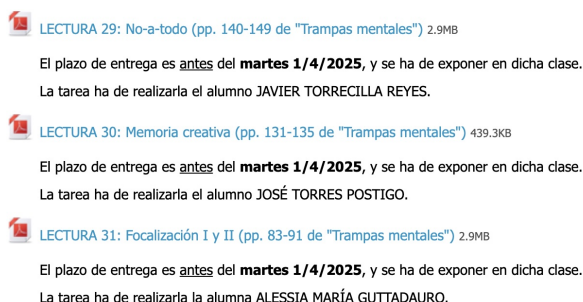 LECTURA 29: No-a-todo (pp. 140-149 de "Trampas mentales") 2.9MB
El plazo de entrega es antes del martes 1/4/2025, y se ha de exponer en dicha clase.
La tarea ha de realizarla el alumno JAVIER TORRECILLA REYES.
LECTURA 30: Memoria creativa (pp. 131-135 de "Trampas mentales") 439.3KB
El plazo de entrega es antes del martes 1/4/2025, y se ha de exponer en dicha clase.
La tarea ha de realizarla el alumno JOSÉ TORRES POSTIGO.
LECTURA 31: Focalización I y II (pp. 83-91 de "Trampas mentales") 2.9MB
El plazo de entrega es antes del martes 1/4/2025, y se ha de exponer en dicha clase.
La tarea ha de realizarla la alumna ALESSIA MARÍA GUTTADAURO.